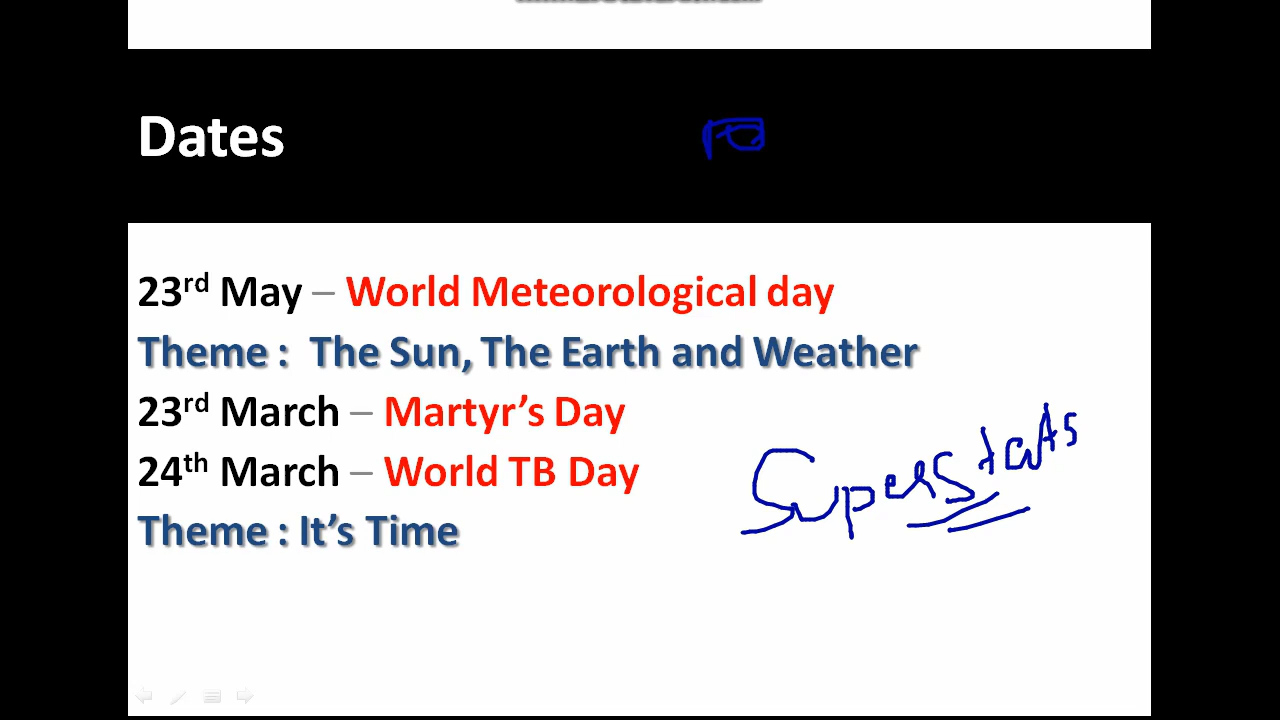 Dates
23rd May – World Meteorological day
Theme : The Sun, The Earth and Weather
23rd March – Martyr’s Day
24th March – World TB Day
Theme : It’s Time
Superstats